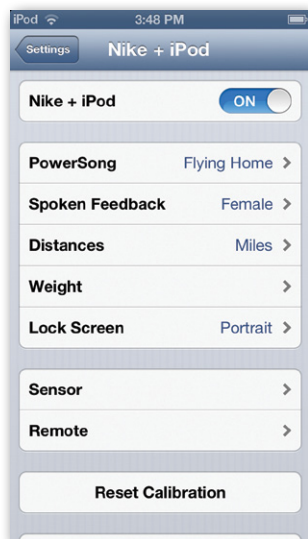 iPod 3:48 PM
Settings Nike + iPod
Nike + iPod ON
PowerSong Flying Home
Spoken Feedback Female
Distances Miles
Weight
Lock Screen Portrait
Sensor
Remote
Reset Calibration